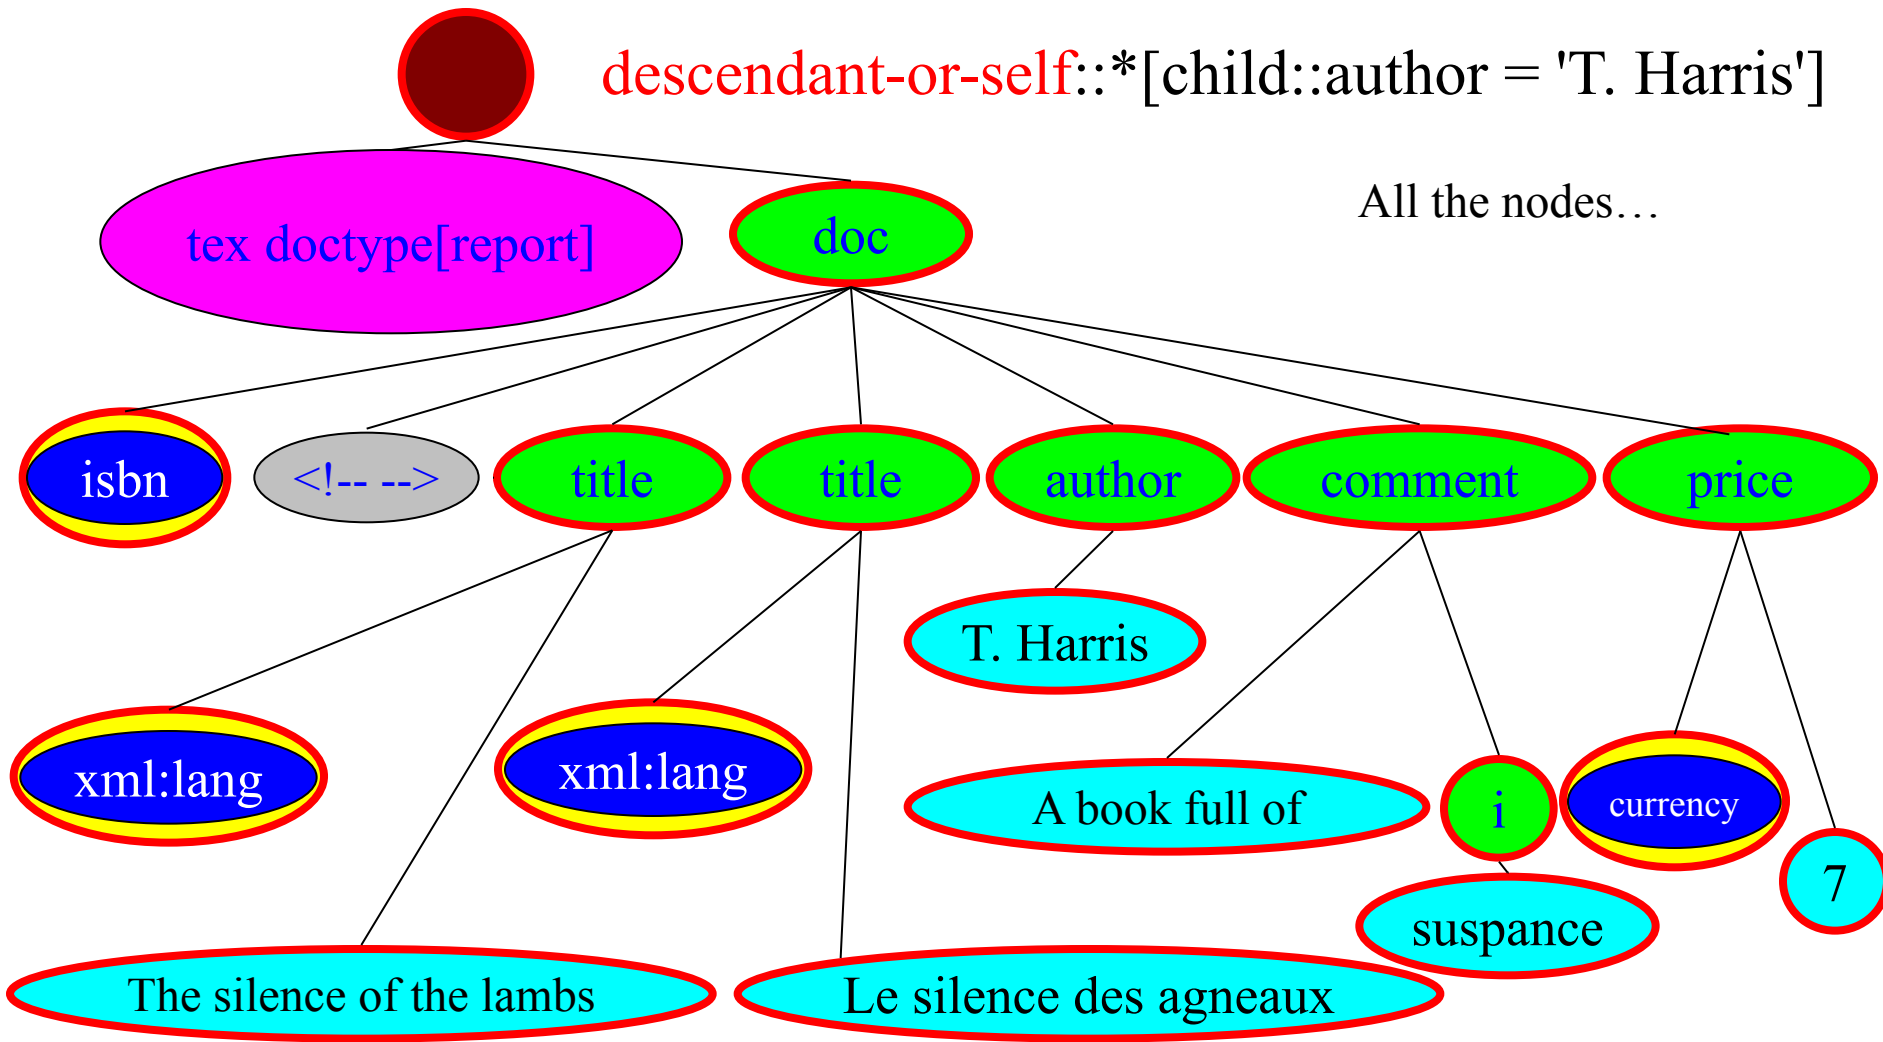 descendant-or-self::*[child::author = 'T. Harris']
All the nodes…
tex doctype[report]
doc
isbn
<!-- -->
title
title
author
comment
price
T. Harris
xml:lang
xml:lang
A book full of
i
currency
7
suspance
The silence of the lambs
Le silence des agneaux